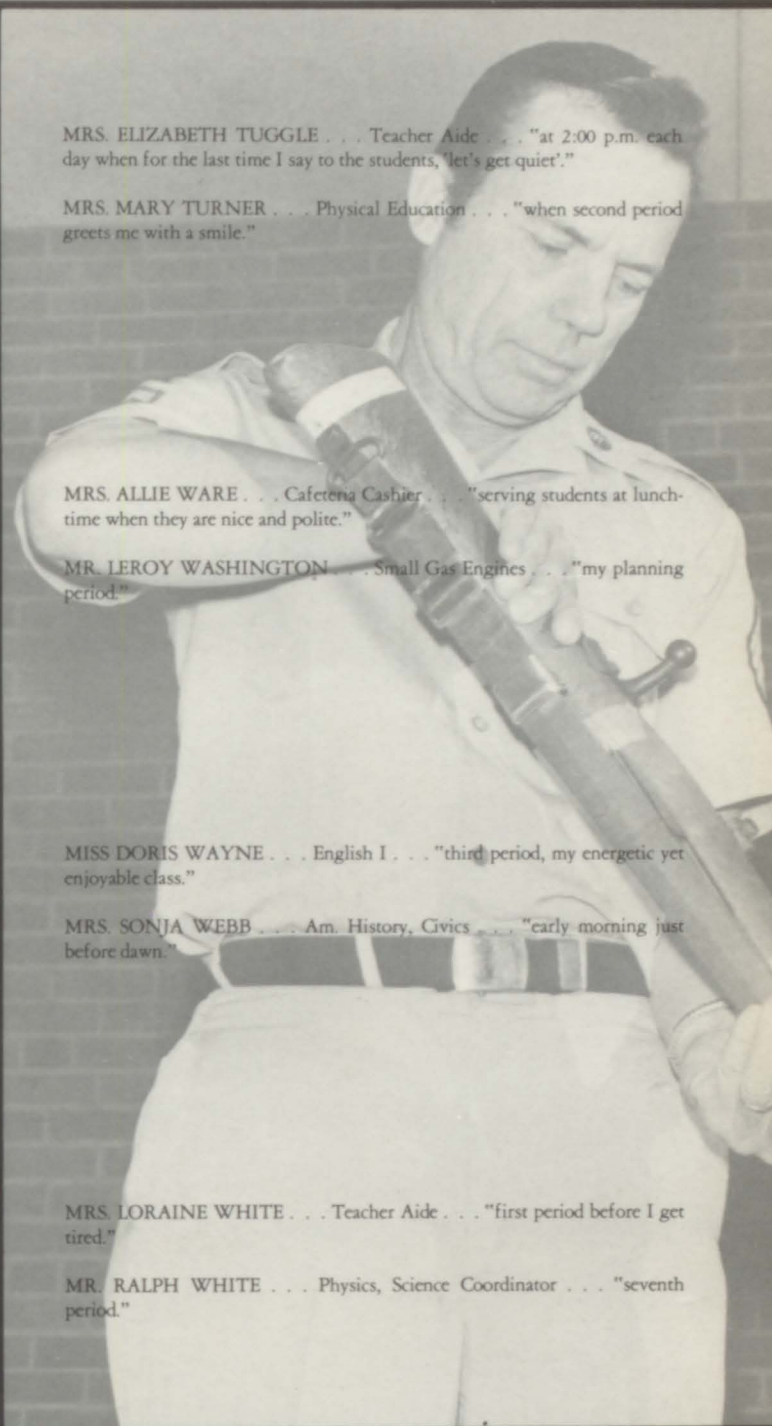 MRS. ELIZABETH TUGGLE . . . Teacher Aide . . . "at 2:00 p.m. each
day when for the last time I say to the students, 'let's get quiet'."
MRS. MARY TURNER . . . Physical Education . . . "when second period
greets me with a smile."
MRS. ALLIE WARE . . . Cafeteria Cashier . . . "serving students at lunch-
time when they are nice and polite."
MR. LEROY WASHINGTON . . . Small Gas Engines . . . "my planning
period."
MISS DORIS WAYNE . . . English I . . . "third period, my energetic yet
enjoyable class."
MRS. SONJA WEBB . . . Am. History, Civics . . . "early morning just
before dawn."
MRS. LORAINE WHITE . . . Teacher Aide . . . "first period before I get
tired."
MR. RALPH WHITE . . . Physics, Science Coordinator . . . "seventh
period."